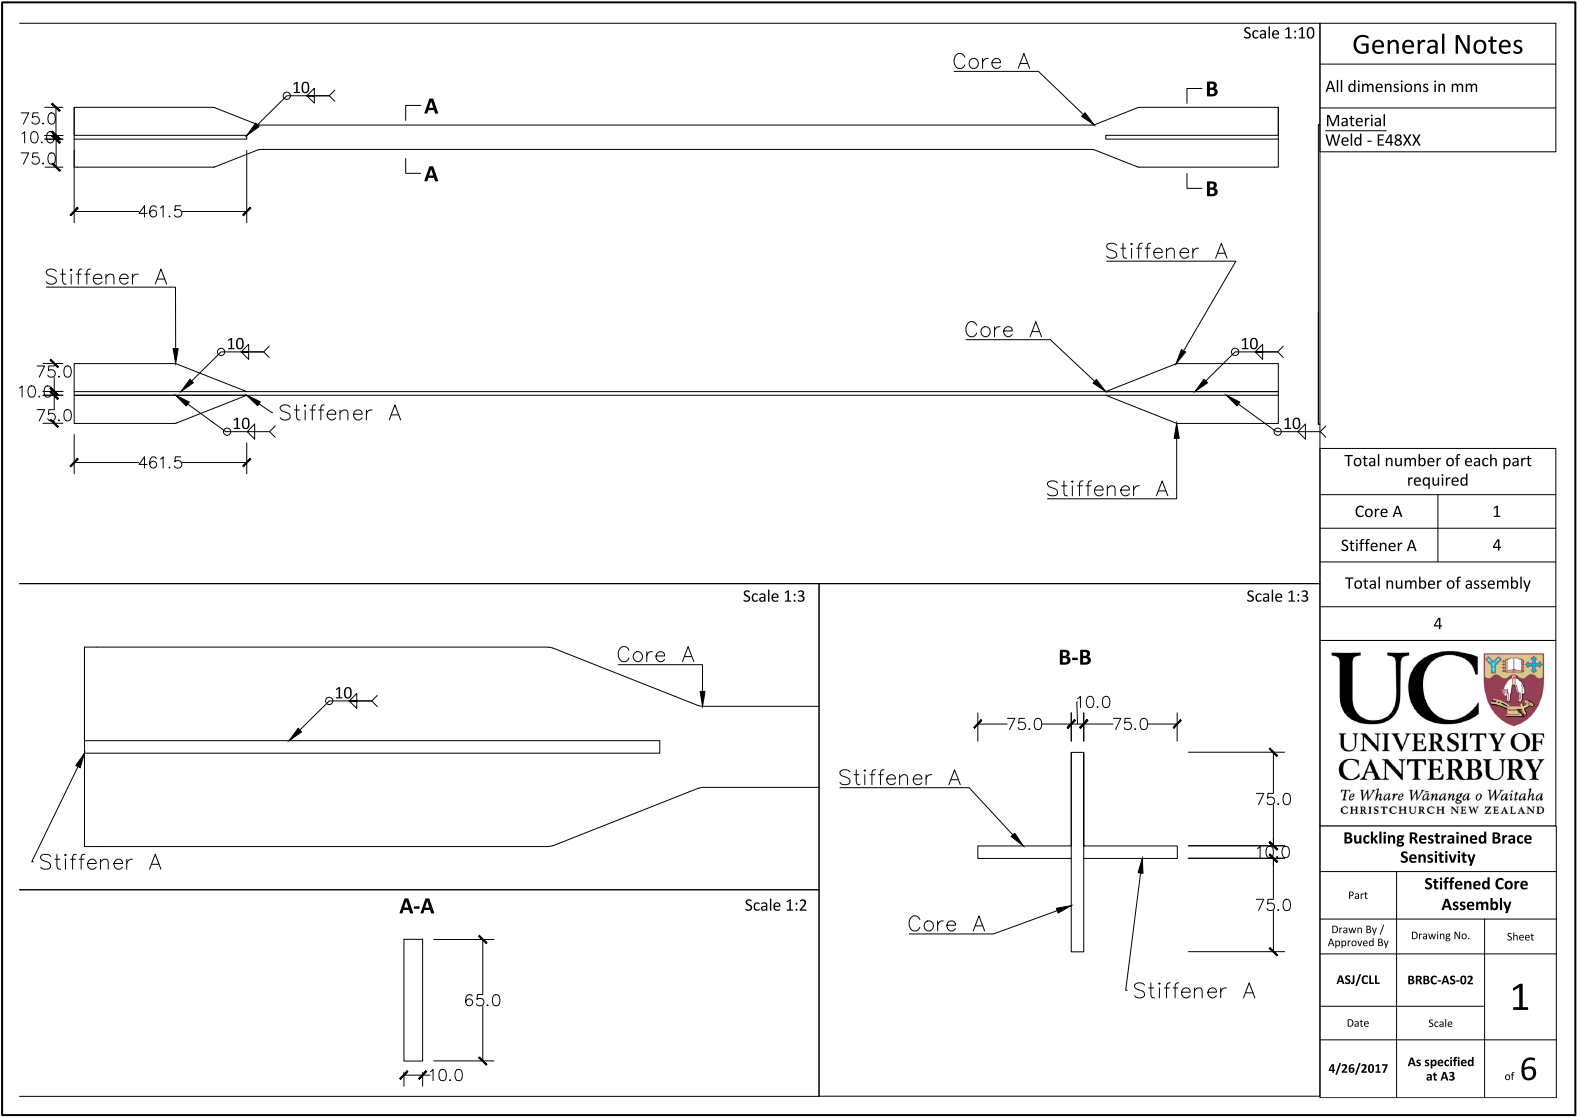 Scale 1:10
Core A
10
A
B
75.0
10.0
75.0
A
B
461.5
Stiffener A
Stiffener A
Core A
10
10
75.0
10.0
75.0
Stiffener A
10
10
461.5
Stiffener A
Scale 1:3
Core A
10
Stiffener A
A-A
Scale 1:2
65.0
10.0
Scale 1:3
B-B
10.0
75.0
75.0
Stiffener A
75.0
10.0
75.0
Core A
Stiffener A
General Notes
All dimensions in mm
Material
Weld - E48XX
Total number of each part
required
Core A 1
Stiffener A 4
Total number of assembly
4
UC
UNIVERSITY OF
CANTERBURY
Te Whare Wānanga o Waitaha
CHRISTCHURCH NEW ZEALAND
Buckling Restrained Brace
Sensitivity
Part
Stiffened Core
Assembly
Drawn By /
Approved By
Drawing No.
Sheet
ASJ/CLL
BRBC-AS-02
1
Date
Scale
4/26/2017
As specified
at A3
of 6